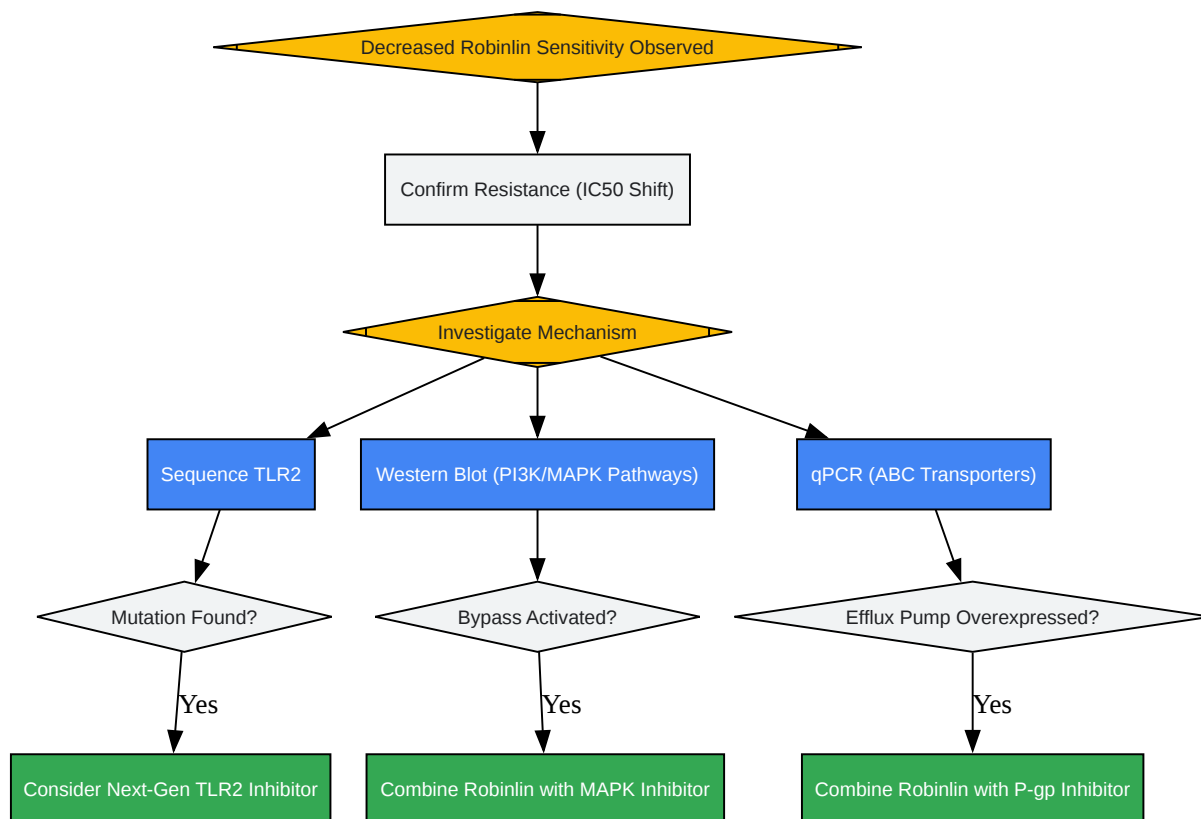 Decreased Robinlin Sensitivity Observed
Confirm Resistance (IC50 Shift)
Investigate Mechanism
Sequence TLR2
Western Blot (PI3K/MAPK Pathways)
qPCR (ABC Transporters)
Mutation Found?
Bypass Activated?
Efflux Pump Overexpressed?
Yes
Yes
Yes
Consider Next-Gen TLR2 Inhibitor
Combine Robinlin with MAPK Inhibitor
Combine Robinlin with P-gp Inhibitor